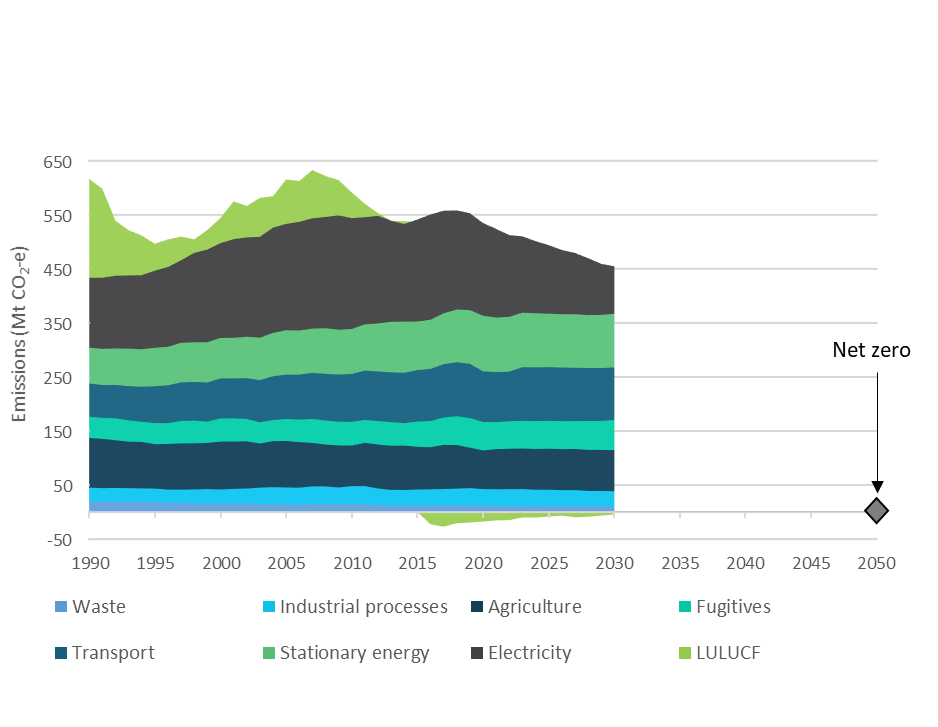 650
550
450
350
250
150
50
-50
Emissions (Mt CO₂-e)
Net zero
1990 1995 2000 2005 2010 2015 2020 2025 2030 2035 2040 2045 2050
Waste Industrial processes Agriculture Fugitives
Transport Stationary energy Electricity LULUCF